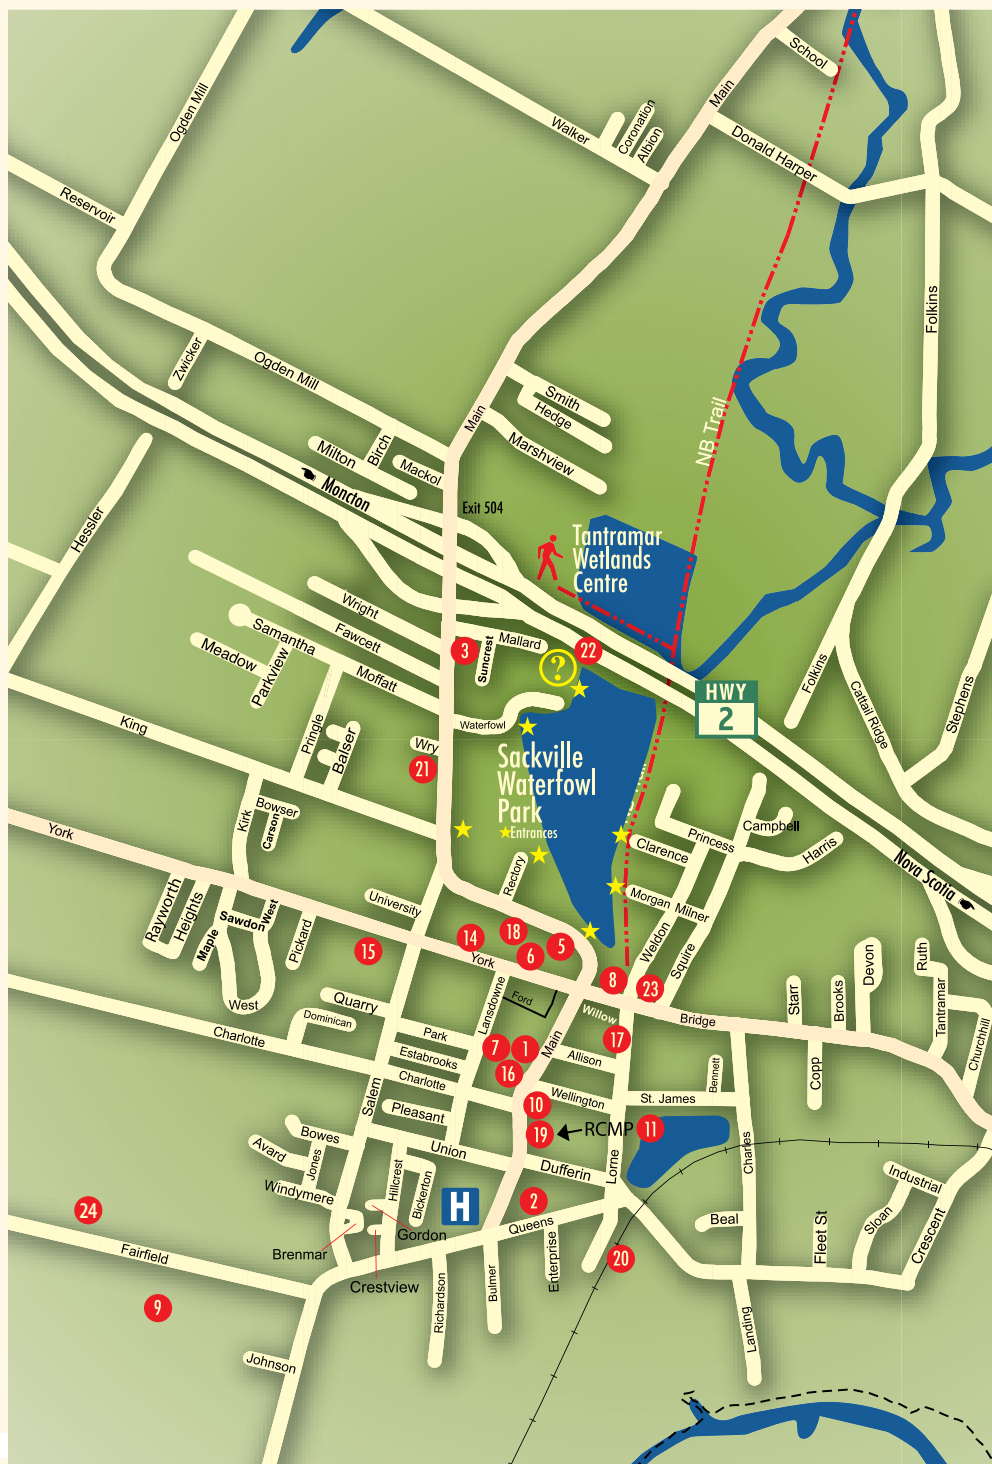 School
Main
Ogden Mill
Coronation
Walker
Albion
Donald Harper
Reservoir
Folkins
Zwicker
Ogden Mill
Smith
Hedge
Main
NB Trail
Marshview
Birch
Milton
Mackol
Moncton
Exit 504
Hessler
Tantramar
Wetlands
Centre
Wright
Fawcett
Samantha
Meadow
Parkview
Moffatt
3
Suncrest
Mallard
?
22
HWY
2
Folkins
Cattail Ridge
Stephens
King
Pringle
Balser
Waterfowl
Wry
21
Sackville
Waterfowl
Park
Entrances
Kirk
Bowser
Carson
York
Princess
Campbell
Clarence
Harris
Nova Scotia
Rectory
Rayworth
Heights
Maple
Sawdon
West
Pickard
University
Morgan
Milner
Weldon
Squire
15
14
18
6
5
York
8
23
West
Quarry
Dominican
Lansdowne
Ford
Willow
Bridge
Starr
Brooks
Devon
Ruth
Tantramar
Churchhill
Charlotte
Park
Estabrooks
Charlotte
7
1
16
Main
Allison
17
Salem
Pleasant
10
Wellington
St. James
Bennett
Copp
19
RCMP
11
Bowes
Avard
Jones
Union
Dufferin
Lorne
Charles
Windymere
Hillcrest
Bickerton
H
2
Queens
Gordon
Brenmar
Crestview
Beal
Fleet St
Sloan
Industrial
Crescent
24
Fairfield
9
Richardson
Bulmer
Enterprise
20
Landing
Johnson